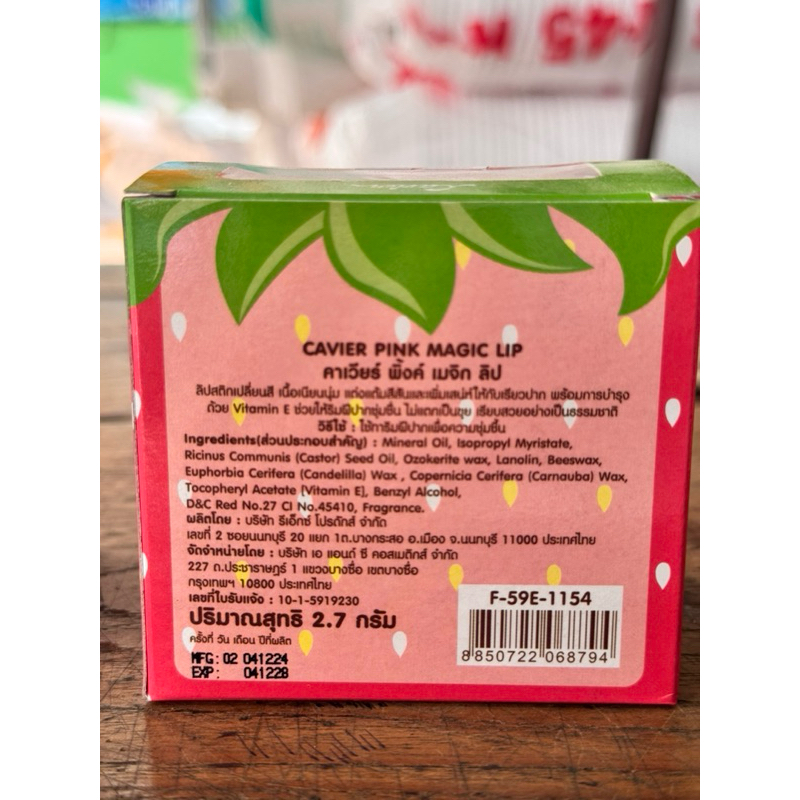 CAVIER PINK MAGIC LIP
คาเวียร์ พิ้งค์ เมจิก ลิป
ลิปสติกเปลี่ยนสี เนื้อเนียนนุ่ม แต่งแต้มสีสันและเพิ่มเสน่ห์ให้กับเรียวปาก พร้อมการบำรุง
ด้วย Vitamin E ช่วยให้ริมฝีปากชุ่มชื่น ไม่แตกเป็นขุย เรียบสวยอย่างเป็นธรรมชาติ
วิธีใช้ : ใช้ทาริมฝีปากเพื่อความชุ่มชื่น
Ingredients(ส่วนประกอบสำคัญ) : Mineral Oil, Isopropyl Myristate,
Ricinus Communis (Castor) Seed Oil, Ozokerite wax, Lanolin, Beeswax,
Euphorbia Cerifera (Candelilla) Wax , Copernicia Cerifera (Carnauba) Wax,
Tocopheryl Acetate (Vitamin E), Benzyl Alcohol,
D&C Red No.27 CI No.45410, Fragrance.
ผลิตโดย : บริษัท รีเอ็กซ์ โปรดักส์ จำกัด
เลขที่ 2 ซอยนนทบุรี 20 แยก 1ต.บางกระสอ อ.เมือง จ.นนทบุรี 11000 ประเทศไทย
จัดจำหน่ายโดย : บริษัท เอ แอนด์ ซี คอสเมติกส์ จำกัด
227 ถ.ประชาราษฎร์ 1 แขวงบางซื่อ เขตบางซื่อ
กรุงเทพฯ 10800 ประเทศไทย
เลขที่ใบรับแจ้ง : 10-1-5919230
ปริมาณสุทธิ 2.7 กรัม
ครั้งที่ วัน เดือน ปีที่ผลิต
MFG: 02 041224
EXP: 041228
F-59E-1154
8 850722 068794